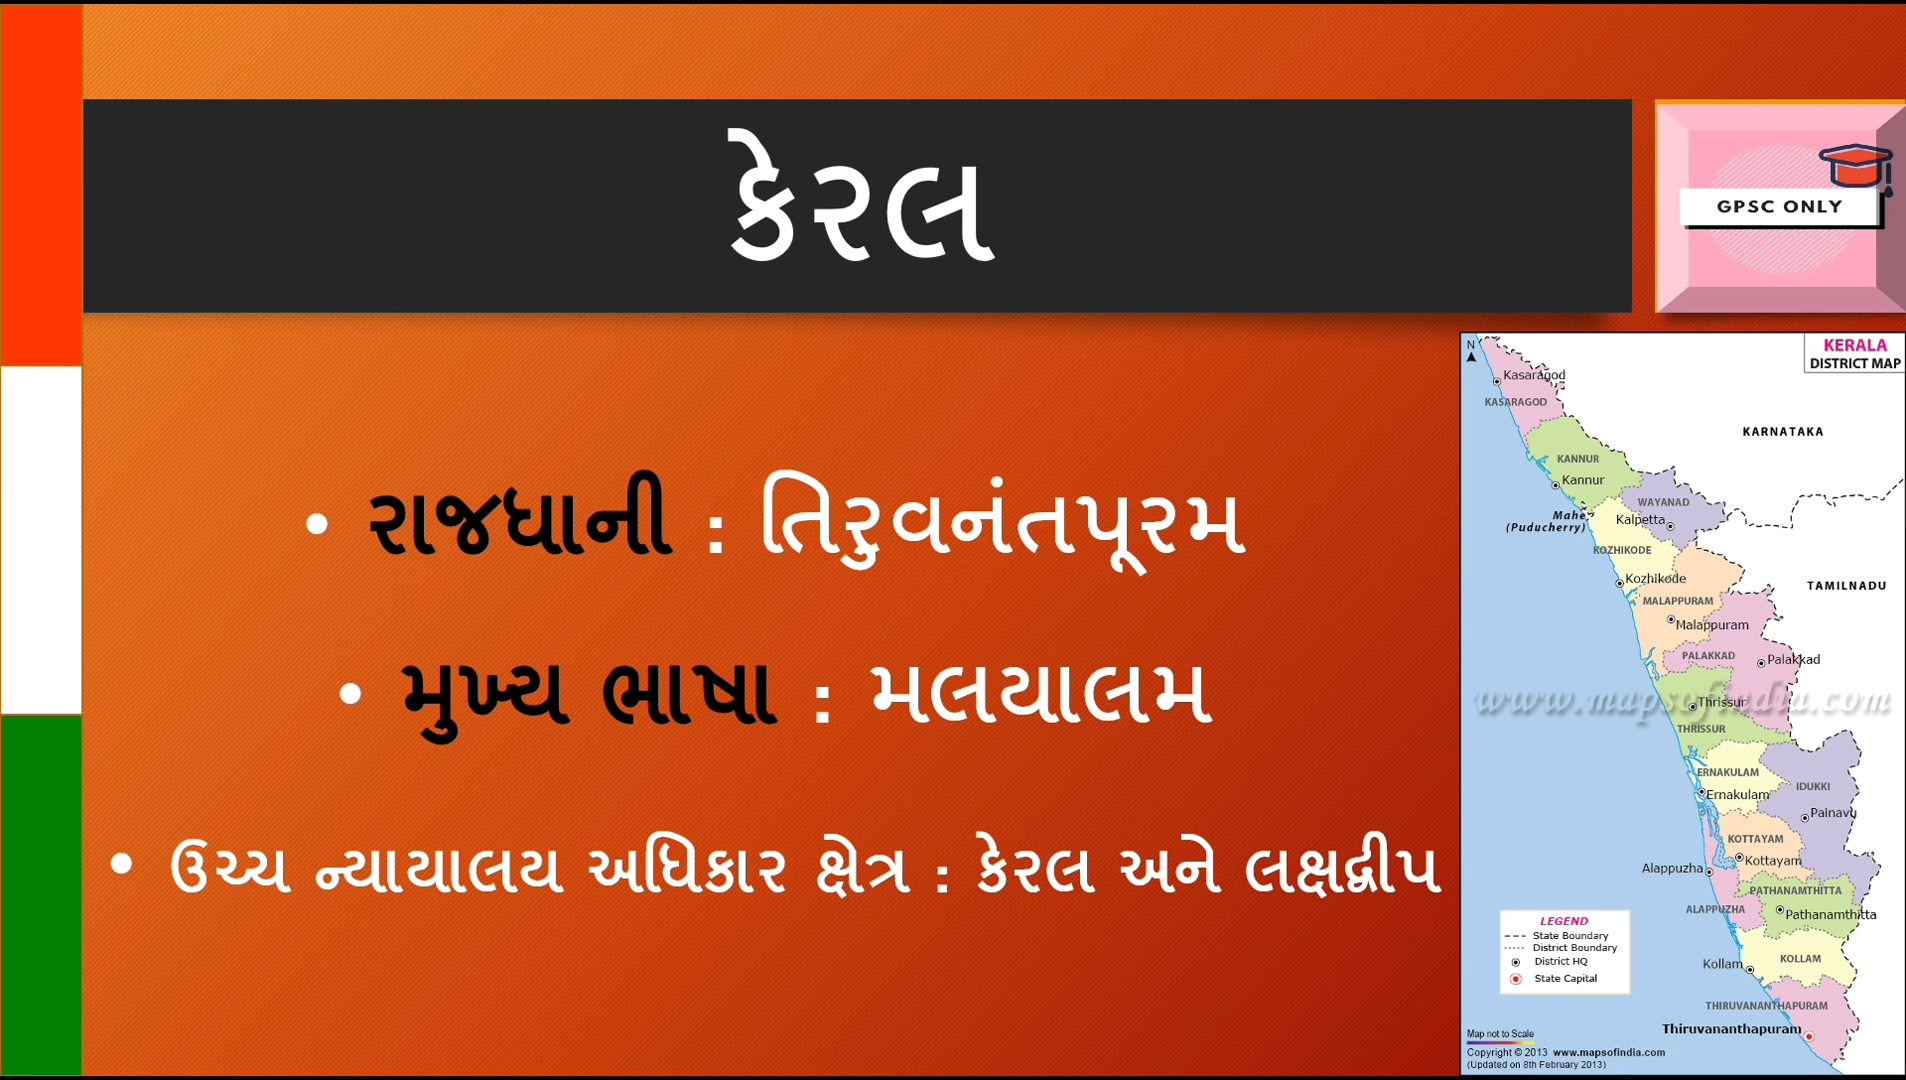 કેરલ
GPSC ONLY
• રાજધાની : તિરુવનંતપૂરમ
• મુખ્ય ભાષા : મલયાલમ
• ઉચ્ચ ન્યાયાલય અધિકાર ક્ષેત્ર : કેરલ અને લક્ષદ્વીપ
N
KERALA
DISTRICT MAP
Kasaragod
KASARAGOD
KARNATAKA
KANNUR
Kannur
WAYANAD
Kalpetta
Mahe
(Puducherry)
KOZHIKODE
Kozhikode
TAMILNADU
MALAPPURAM
Malappuram
PALAKKAD
Palakkad
www.mapsofindia.com
Thrissur
THRISSUR
ERNAKULAM
Ernakulam
IDUKKI
Painavu
KOTTAYAM
Kottayam
Alappuzha
PATHANAMTHITTA
ALAPPUZHA
Pathanamthitta
LEGEND
State Boundary
District Boundary
District HQ
State Capital
KOLLAM
Kollam
THIRUVANANTHAPURAM
Thiruvananthapuram
Map not to Scale
Copyright © 2013 www.mapsofindia.com
(Updated on 8th February 2013)